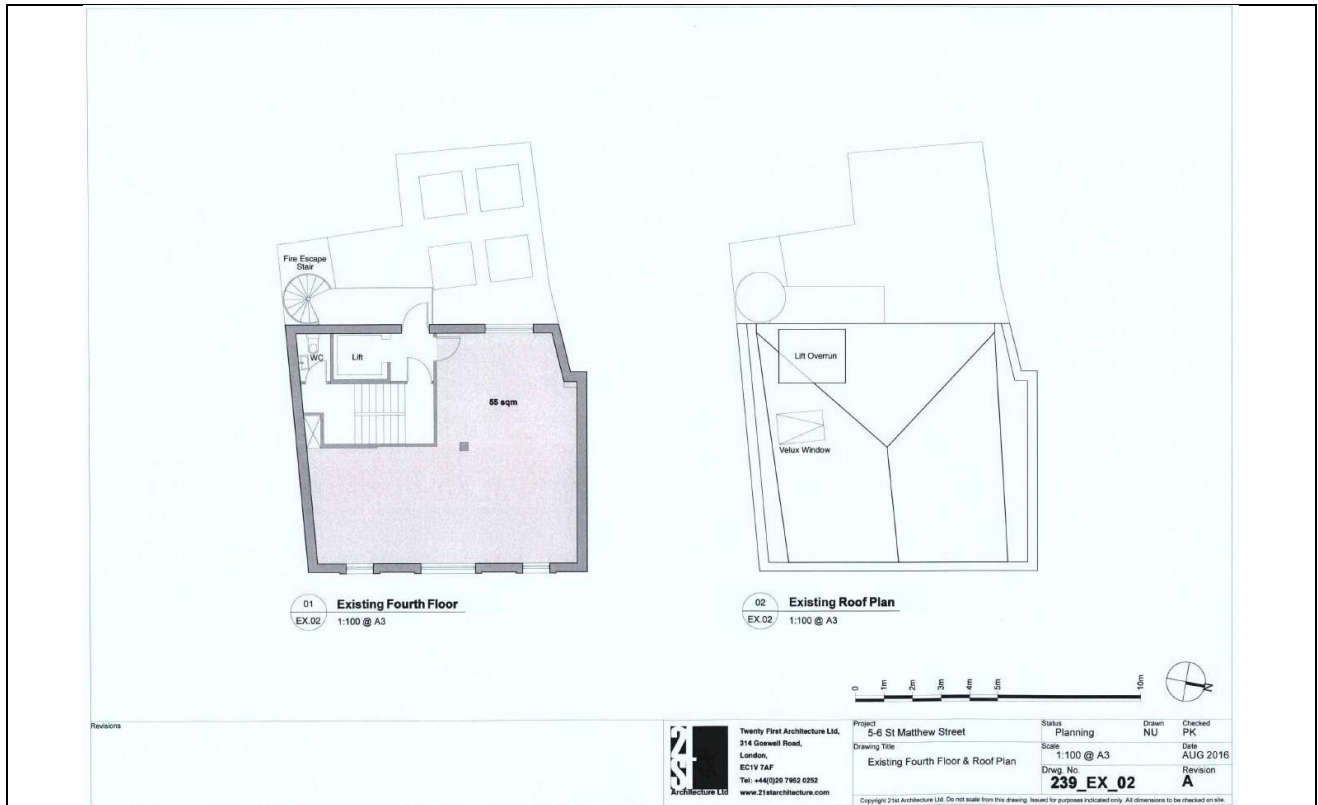 Fire Escape
Stair
WC
Lift
55 sqm
Lift Overrun
Velux Window
01
EX.02
Existing Fourth Floor
1:100 @ A3
02
EX.02
Existing Roof Plan
1:100 @ A3
0 1m 2m 3m 4m 5m 10m
N
Revisions
21st
Architecture Ltd
Twenty First Architecture Ltd,
314 Goswell Road,
London,
EC1V 7AF
Tel: +44(0)20 7952 0252
www.21starchitecture.com
Project
5-6 St Matthew Street
Drawing Title
Existing Fourth Floor & Roof Plan
Status
Planning
Drawn
NU
Checked
PK
Scale
1:100 @ A3
Date
AUG 2016
Drwg. No.
239_EX_02
Revision
A
Copyright 21st Architecture Ltd. Do not scale from this drawing. Issued for purposes indicated only. All dimensions to be checked on site.